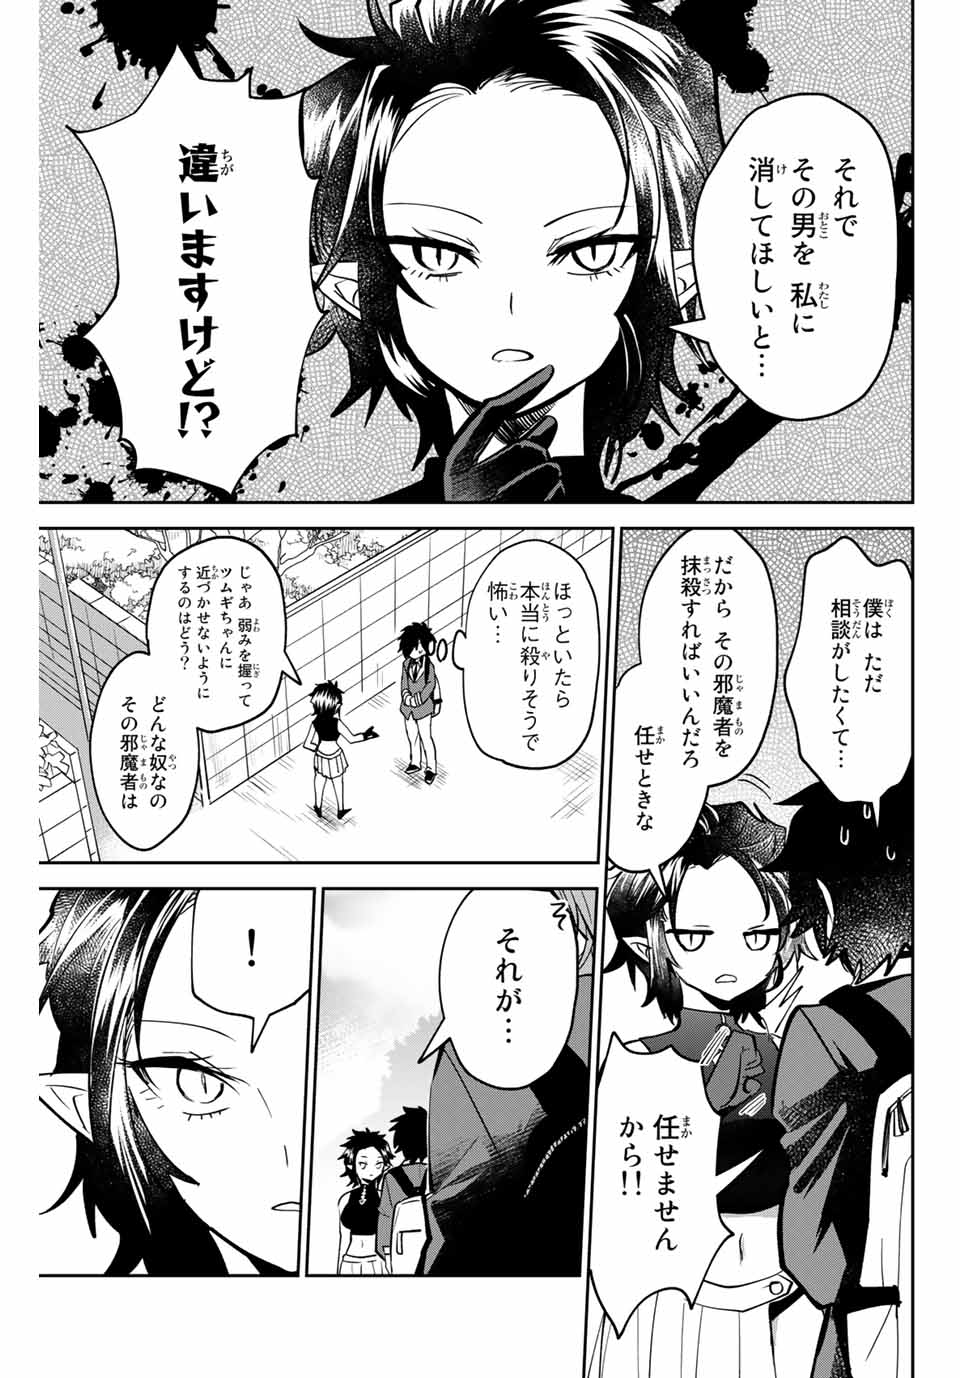 それで
その男を 私に
消してほしいと…
違いますけど!?
僕は ただ
相談がしたくて…
だから その邪魔者を
抹殺すればいいんだろ
任せときな
任せません
から!!
ほっといたら
本当に殺りそうで
怖い…
じゃあ 弱みを握って
ツムギちゃんに
近づかせないように
するのはどう?
どんな奴なの
その邪魔者は
そ
それが…
!